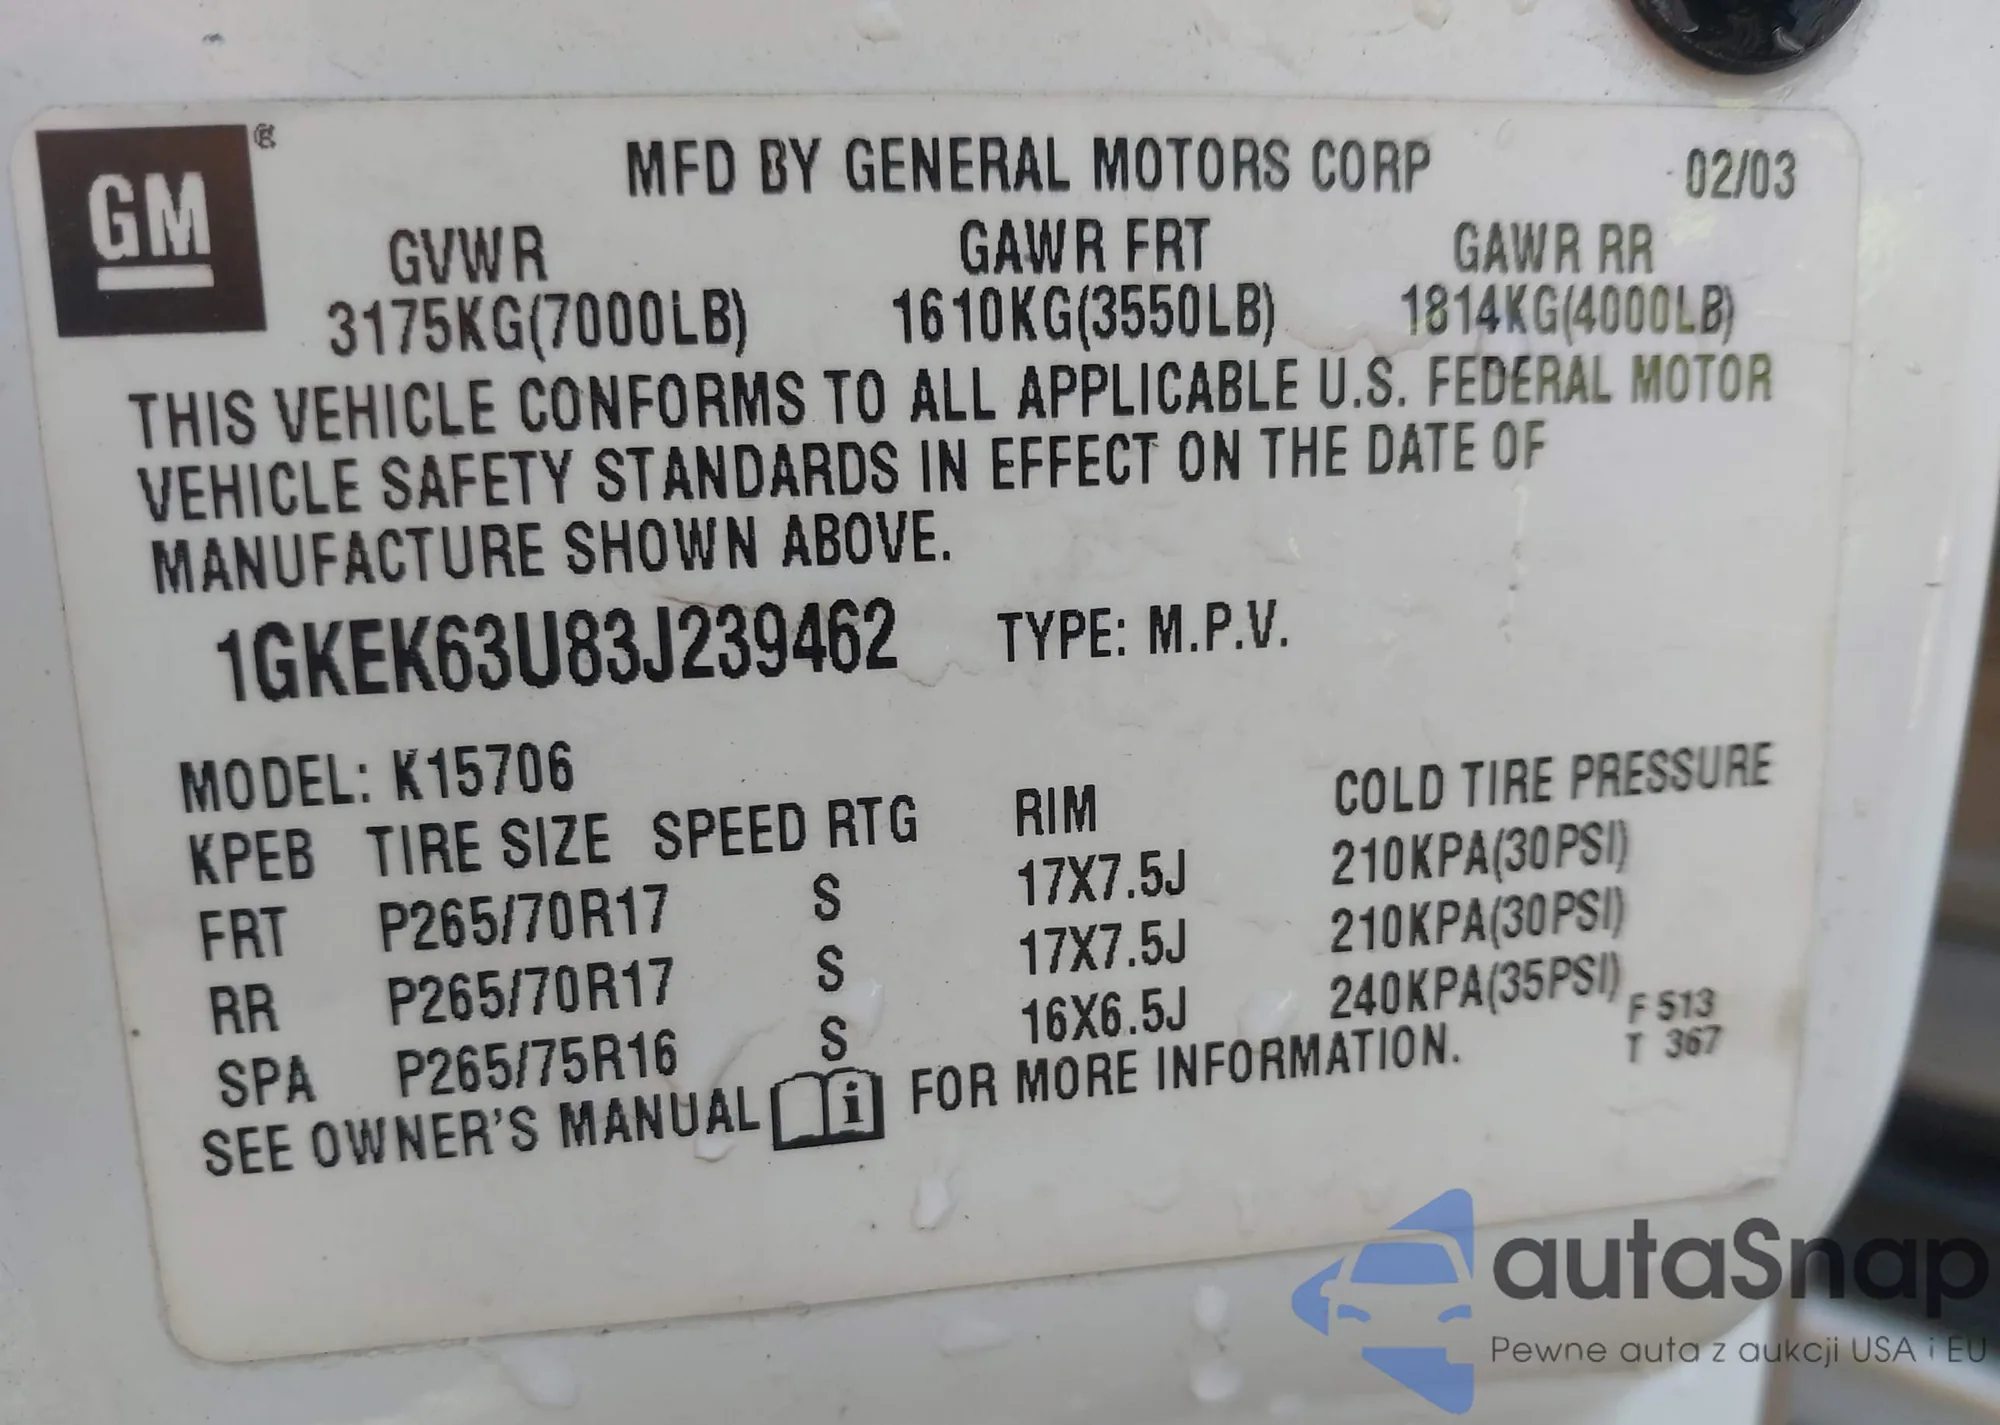 GM ®
MFD BY GENERAL MOTORS CORP 02/03
GVWR GAWR FRT GAWR RR
3175KG(7000LB) 1610KG(3550LB) 1814KG(4000LB)
THIS VEHICLE CONFORMS TO ALL APPLICABLE U.S. FEDERAL MOTOR
VEHICLE SAFETY STANDARDS IN EFFECT ON THE DATE OF
MANUFACTURE SHOWN ABOVE.
1GKEK63U83J239462 TYPE: M.P.V.
MODEL: K15706
KPEB TIRE SIZE SPEED RTG RIM COLD TIRE PRESSURE
FRT P265/70R17 S 17X7.5J 210KPA(30PSI)
RR P265/70R17 S 17X7.5J 210KPA(30PSI)
SPA P265/75R16 S 16X6.5J 240KPA(35PSI)
SEE OWNER'S MANUAL i FOR MORE INFORMATION.
F 513
T 367
autaSnap
Pewne auta z aukcji USA i EU